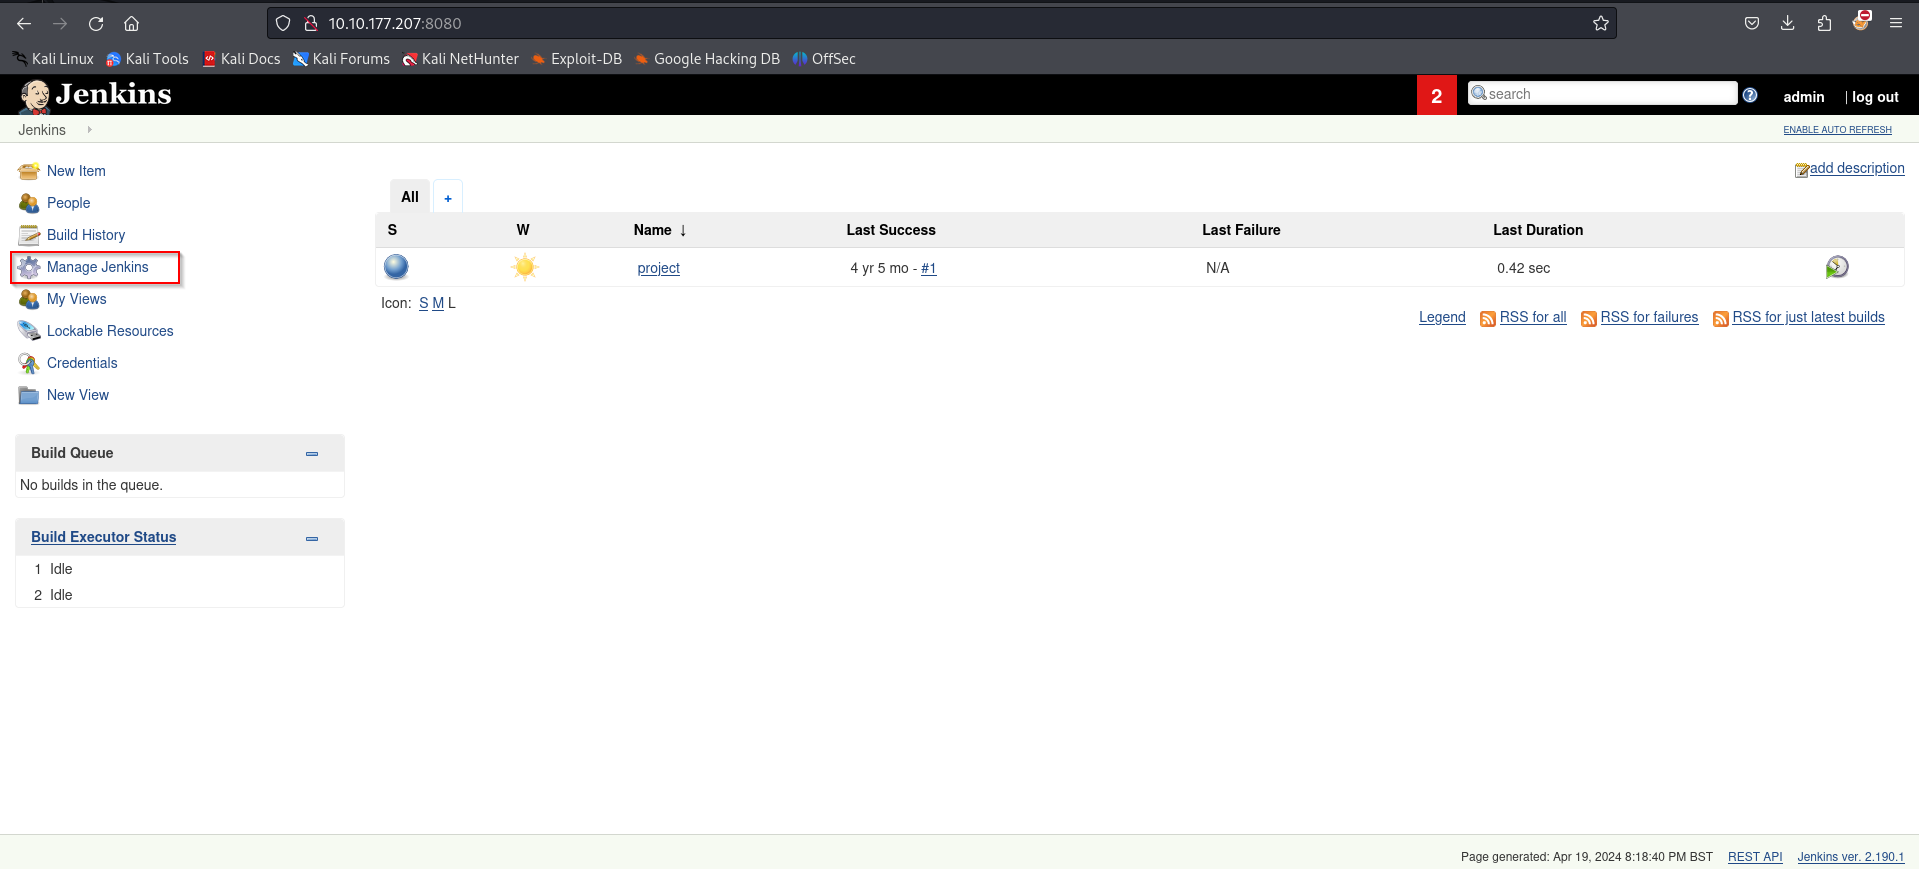 10.10.177.207:8080
Kali Linux Kali Tools Kali Docs Kali Forums Kali NetHunter Exploit-DB Google Hacking DB OffSec
Jenkins 2 search admin | log out
Jenkins ENABLE AUTO REFRESH
New Item
People
Build History
Manage Jenkins
My Views
Lockable Resources
Credentials
New View
Build Queue
No builds in the queue.
Build Executor Status
1 Idle
2 Idle
add description
All +
S W Name ↓ Last Success Last Failure Last Duration
project 4 yr 5 mo - #1 N/A 0.42 sec
Icon: S M L
Legend RSS for all RSS for failures RSS for just latest builds
Page generated: Apr 19, 2024 8:18:40 PM BST REST API Jenkins ver. 2.190.1